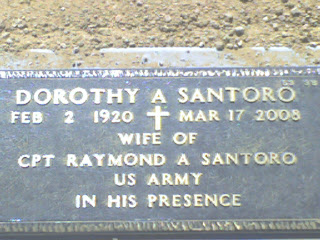 DOROTHY A SANTORO
FEB 2 1920 MAR 17 2008
WIFE OF
CPT RAYMOND A SANTORO
US ARMY
IN HIS PRESENCE